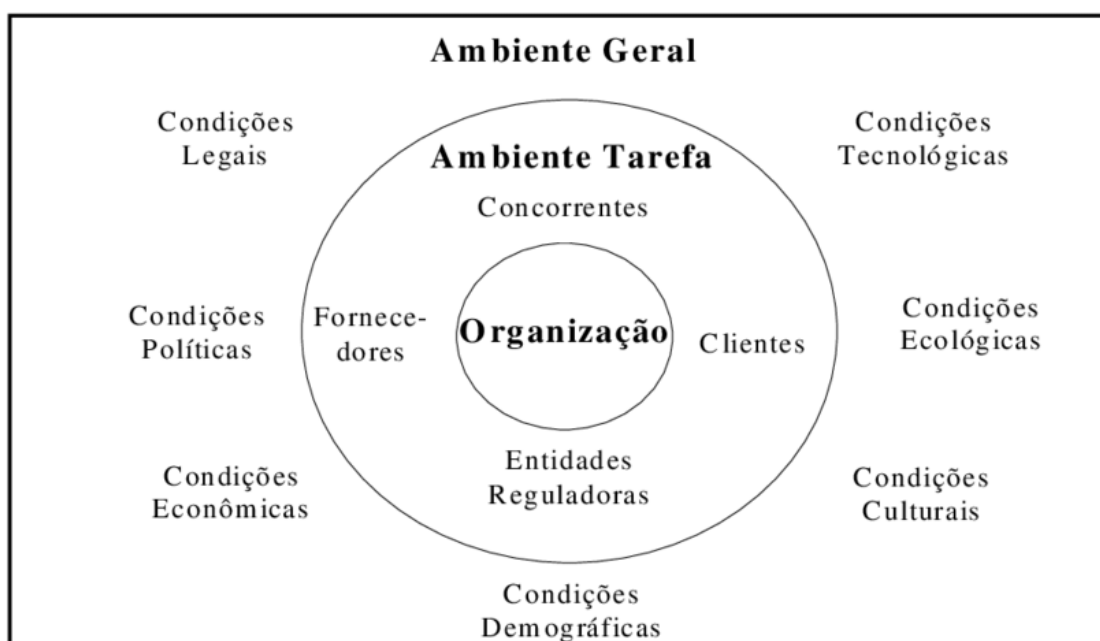 Ambiente Geral
Condições
Legais
Condições
Tecnológicas
Ambiente Tarefa
Concorrentes
Condições
Políticas
Fornece-
dores
Organização
Clientes
Condições
Ecológicas
Entidades
Reguladoras
Condições
Econômicas
Condições
Culturais
Condições
Demográficas